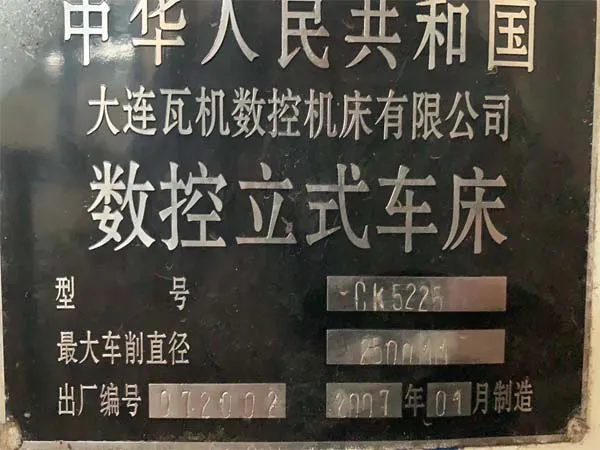 中华人民共和国
大连瓦机数控机床有限公司
数控立式车床
型 号 CK5225
最大车削直径
出厂编号 072002 2007年01月制造